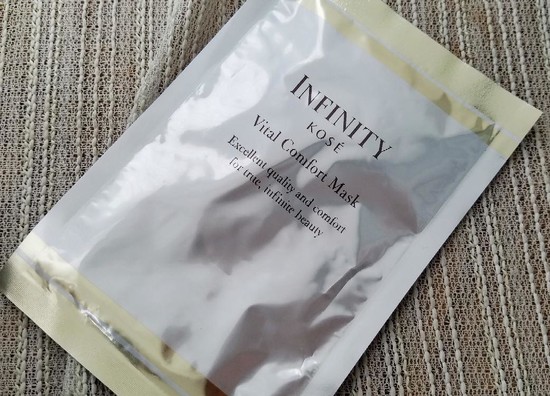 INFINITY
KOSÉ
Vital Comfort Mask
Excellent quality and comfort
for true, infinite beauty